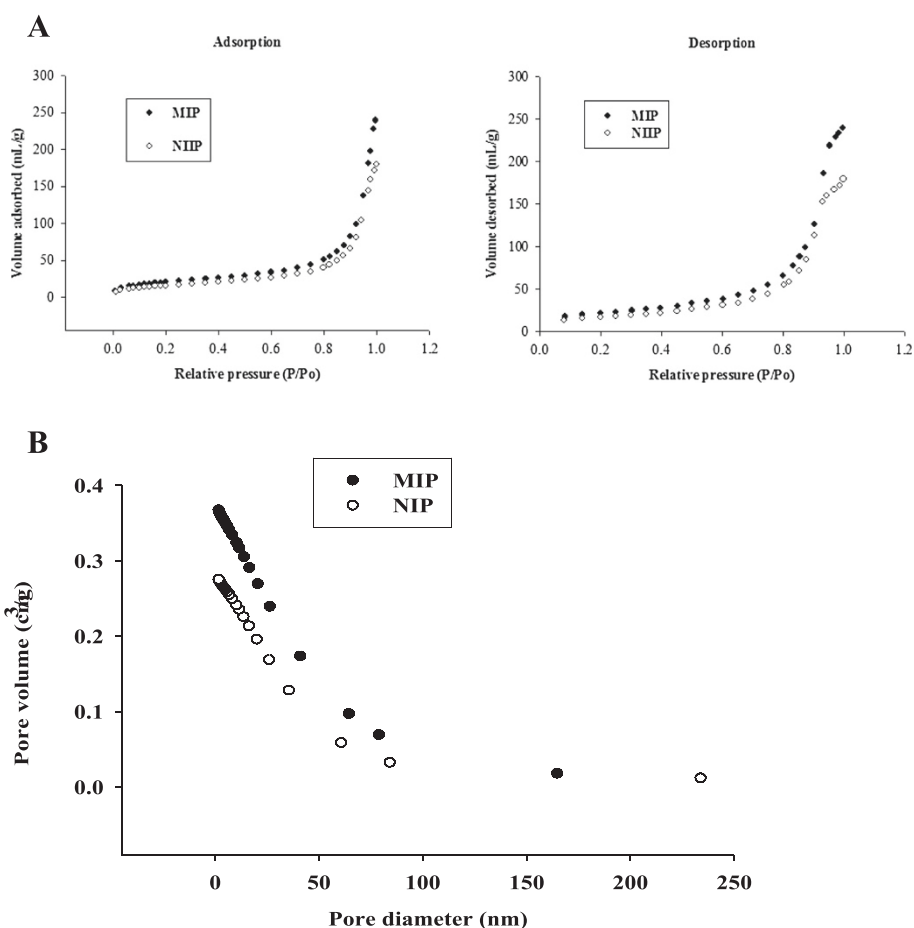 A
Adsorption
Volume adsorbed (mL/g)
300
250
200
150
100
50
0
MIP
NIIP
0.0 0.2 0.4 0.6 0.8 1.0 1.2
Relative pressure (P/Po)
Desorption
Volume desorbed (mL/g)
300
250
200
150
100
50
0
MIP
NIIP
0.0 0.2 0.4 0.6 0.8 1.0 1.2
Relative pressure (P/Po)
B
MIP
NIP
Pore volume (cm³/g)
0.4
0.3
0.2
0.1
0.0
0 50 100 150 200 250
Pore diameter (nm)